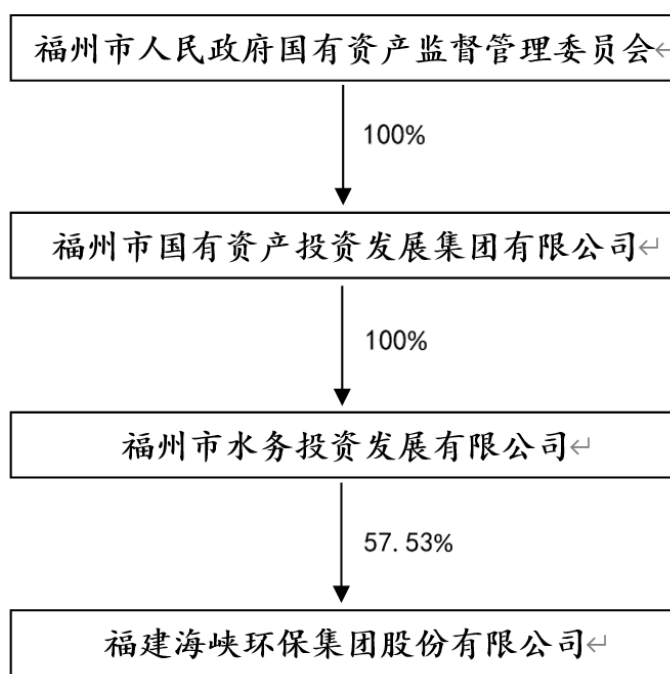 福州市人民政府国有资产监督管理委员会
100%
福州市国有资产投资发展集团有限公司
100%
福州市水务投资发展有限公司
57.53%
福建海峡环保集团股份有限公司